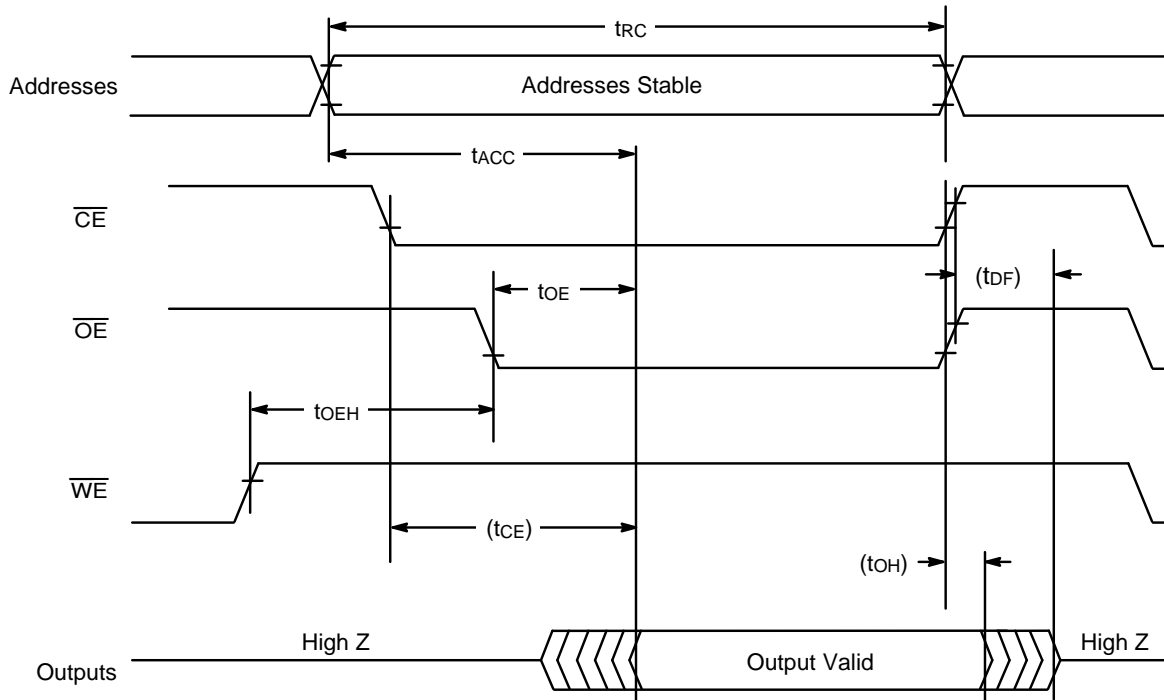 tRC
Addresses
Addresses Stable
tACC
CE
(tDF)
tOE
OE
tOEH
WE
(tCE)
(tOH)
High Z
High Z
Output Valid
Outputs